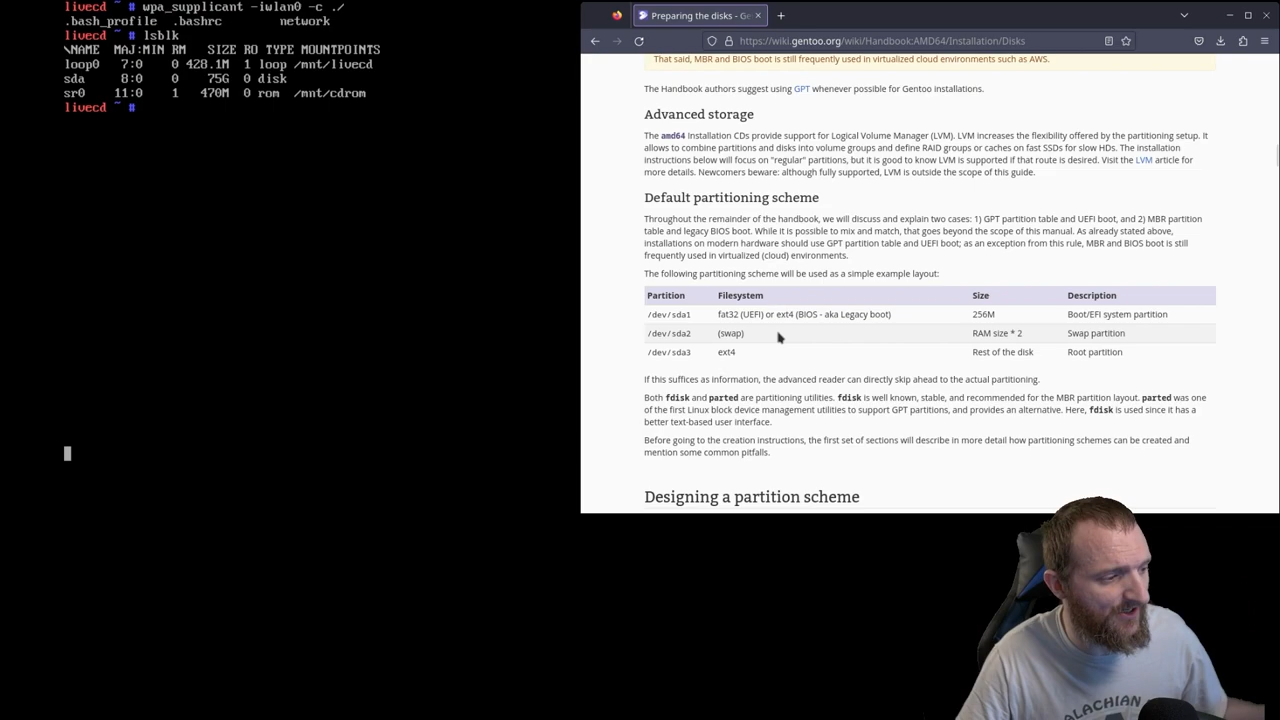 livecd ~ # wpa_supplicant -iwlan0 -c ./
.bash_profile .bashrc network
livecd ~ # lsblk
\NAME MAJ:MIN RM SIZE RO TYPE MOUNTPOINTS
loop0 7:0 0 428.1M 1 loop /mnt/livecd
sda 8:0 0 75G 0 disk
sr0 11:0 1 470M 0 rom /mnt/cdrom
livecd ~ #
Preparing the disks - Ge
https://wiki.gentoo.org/wiki/Handbook:AMD64/Installation/Disks
That said, MBR and BIOS boot is still frequently used in virtualized cloud environments such as AWS.
The Handbook authors suggest using GPT whenever possible for Gentoo installations.
Advanced storage
The amd64 Installation CDs provide support for Logical Volume Manager (LVM). LVM increases the flexibility offered by the partitioning setup. It
allows to combine partitions and disks into volume groups and define RAID groups or caches on fast SSDs for slow HDs. The installation
instructions below will focus on "regular" partitions, but it is good to know LVM is supported if that route is desired. Visit the LVM article for
more details. Newcomers beware: although fully supported, LVM is outside the scope of this guide.
Default partitioning scheme
Throughout the remainder of the handbook, we will discuss and explain two cases: 1) GPT partition table and UEFI boot, and 2) MBR partition
table and legacy BIOS boot. While it is possible to mix and match, that goes beyond the scope of this manual. As already stated above,
installations on modern hardware should use GPT partition table and UEFI boot; as an exception from this rule, MBR and BIOS boot is still
frequently used in virtualized (cloud) environments.
The following partitioning scheme will be used as a simple example layout:
Partition Filesystem Size Description
/dev/sda1 fat32 (UEFI) or ext4 (BIOS - aka Legacy boot) 256M Boot/EFI system partition
/dev/sda2 (swap) RAM size * 2 Swap partition
/dev/sda3 ext4 Rest of the disk Root partition
If this suffices as information, the advanced reader can directly skip ahead to the actual partitioning.
Both fdisk and parted are partitioning utilities. fdisk is well known, stable, and recommended for the MBR partition layout. parted was one
of the first Linux block device management utilities to support GPT partitions, and provides an alternative. Here, fdisk is used since it has a
better text-based user interface.
Before going to the creation instructions, the first set of sections will describe in more detail how partitioning schemes can be created and
mention some common pitfalls.
Designing a partition scheme